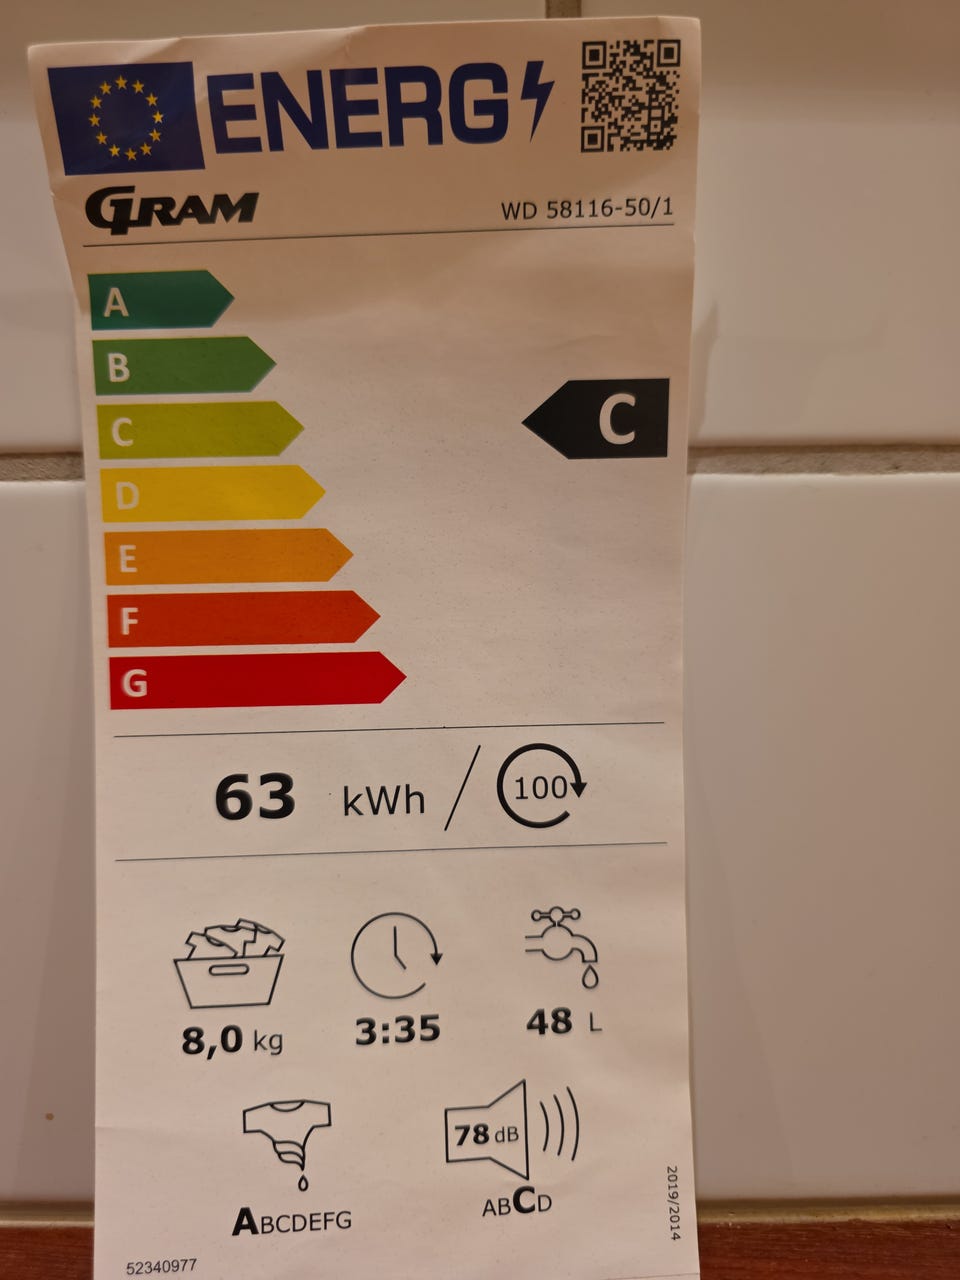 ENERG
GRAM
WD 58116-50/1
A
B
C
C
D
E
F
G
63 kWh / 100
8,0 kg
3:35
48 L
78 dB
ABCDEFG
ABCD
2019/2014
52340977